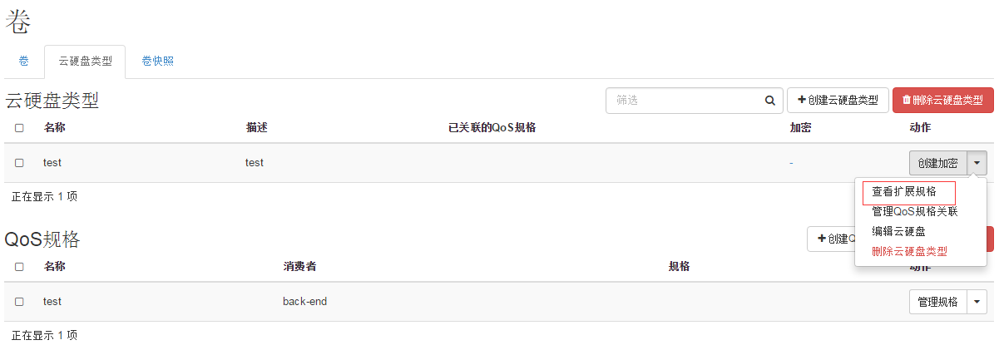 卷
卷 云硬盘类型 卷快照
云硬盘类型 筛选 创建云硬盘类型 删除云硬盘类型
名称 描述 已关联的QoS规格 加密 动作
test test - 创建加密
查看扩展规格
正在显示 1 项
管理QoS规格关联
编辑云硬盘
QoS规格 创建Q
删除云硬盘类型
名称 消费者 规格 动作
test back-end 管理规格
正在显示 1 项